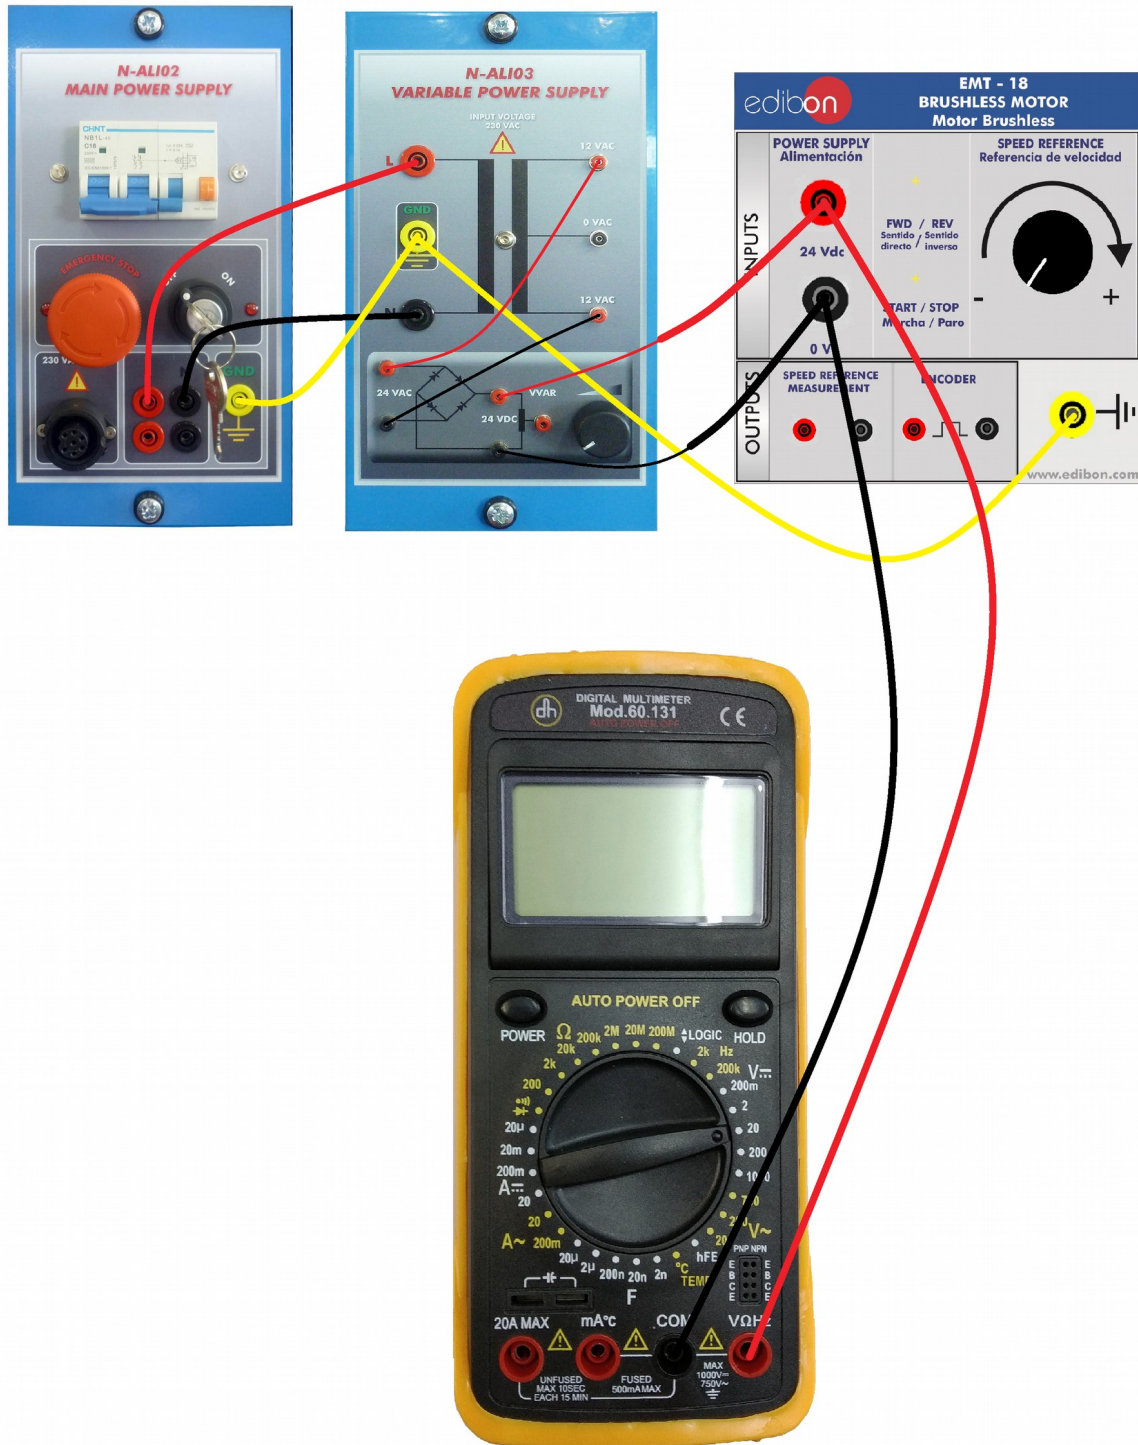 N-ALI02
MAIN POWER SUPPLY
CHNT
NB1L
C16
EMERGENCY-STOP
ON
230 VAC
N
GND
N-ALI03
VARIABLE POWER SUPPLY
INPUT VOLTAGE
230 VAC
L
GND
N
12 VAC
0 VAC
12 VAC
24 VAC
VVAR
24 VDC
edibon
EMT - 18
BRUSHLESS MOTOR
Motor Brushless
INPUTS
POWER SUPPLY
Alimentación
24 Vdc
0 V
FWD / REV
Sentido / Sentido
directo / inverso
START / STOP
Marcha / Paro
SPEED REFERENCE
Referencia de velocidad
- +
OUTPUTS
SPEED REFERENCE
MEASUREMENT
ENCODER
www.edibon.com
dh
DIGITAL MULTIMETER
Mod.60.131
AUTO POWER OFF
CE
AUTO POWER OFF
POWER
HOLD
Ω
200
2k
20k
200k
2M
20M
200M
LOGIC
2k Hz
200k
V
200m
2
20
200
1000
V~
hFE
°C
TEMP
2n
20n
200n
2µ
20µ
F
200m
20
A~
20
A
200m
20m
20µ
PNP NPN
E E
B B
C C
E E
20A MAX
mA°C
COM
VΩHz
UNFUSED
MAX 10SEC
EACH 15 MIN
FUSED
500mA MAX
MAX
1000V
750V~